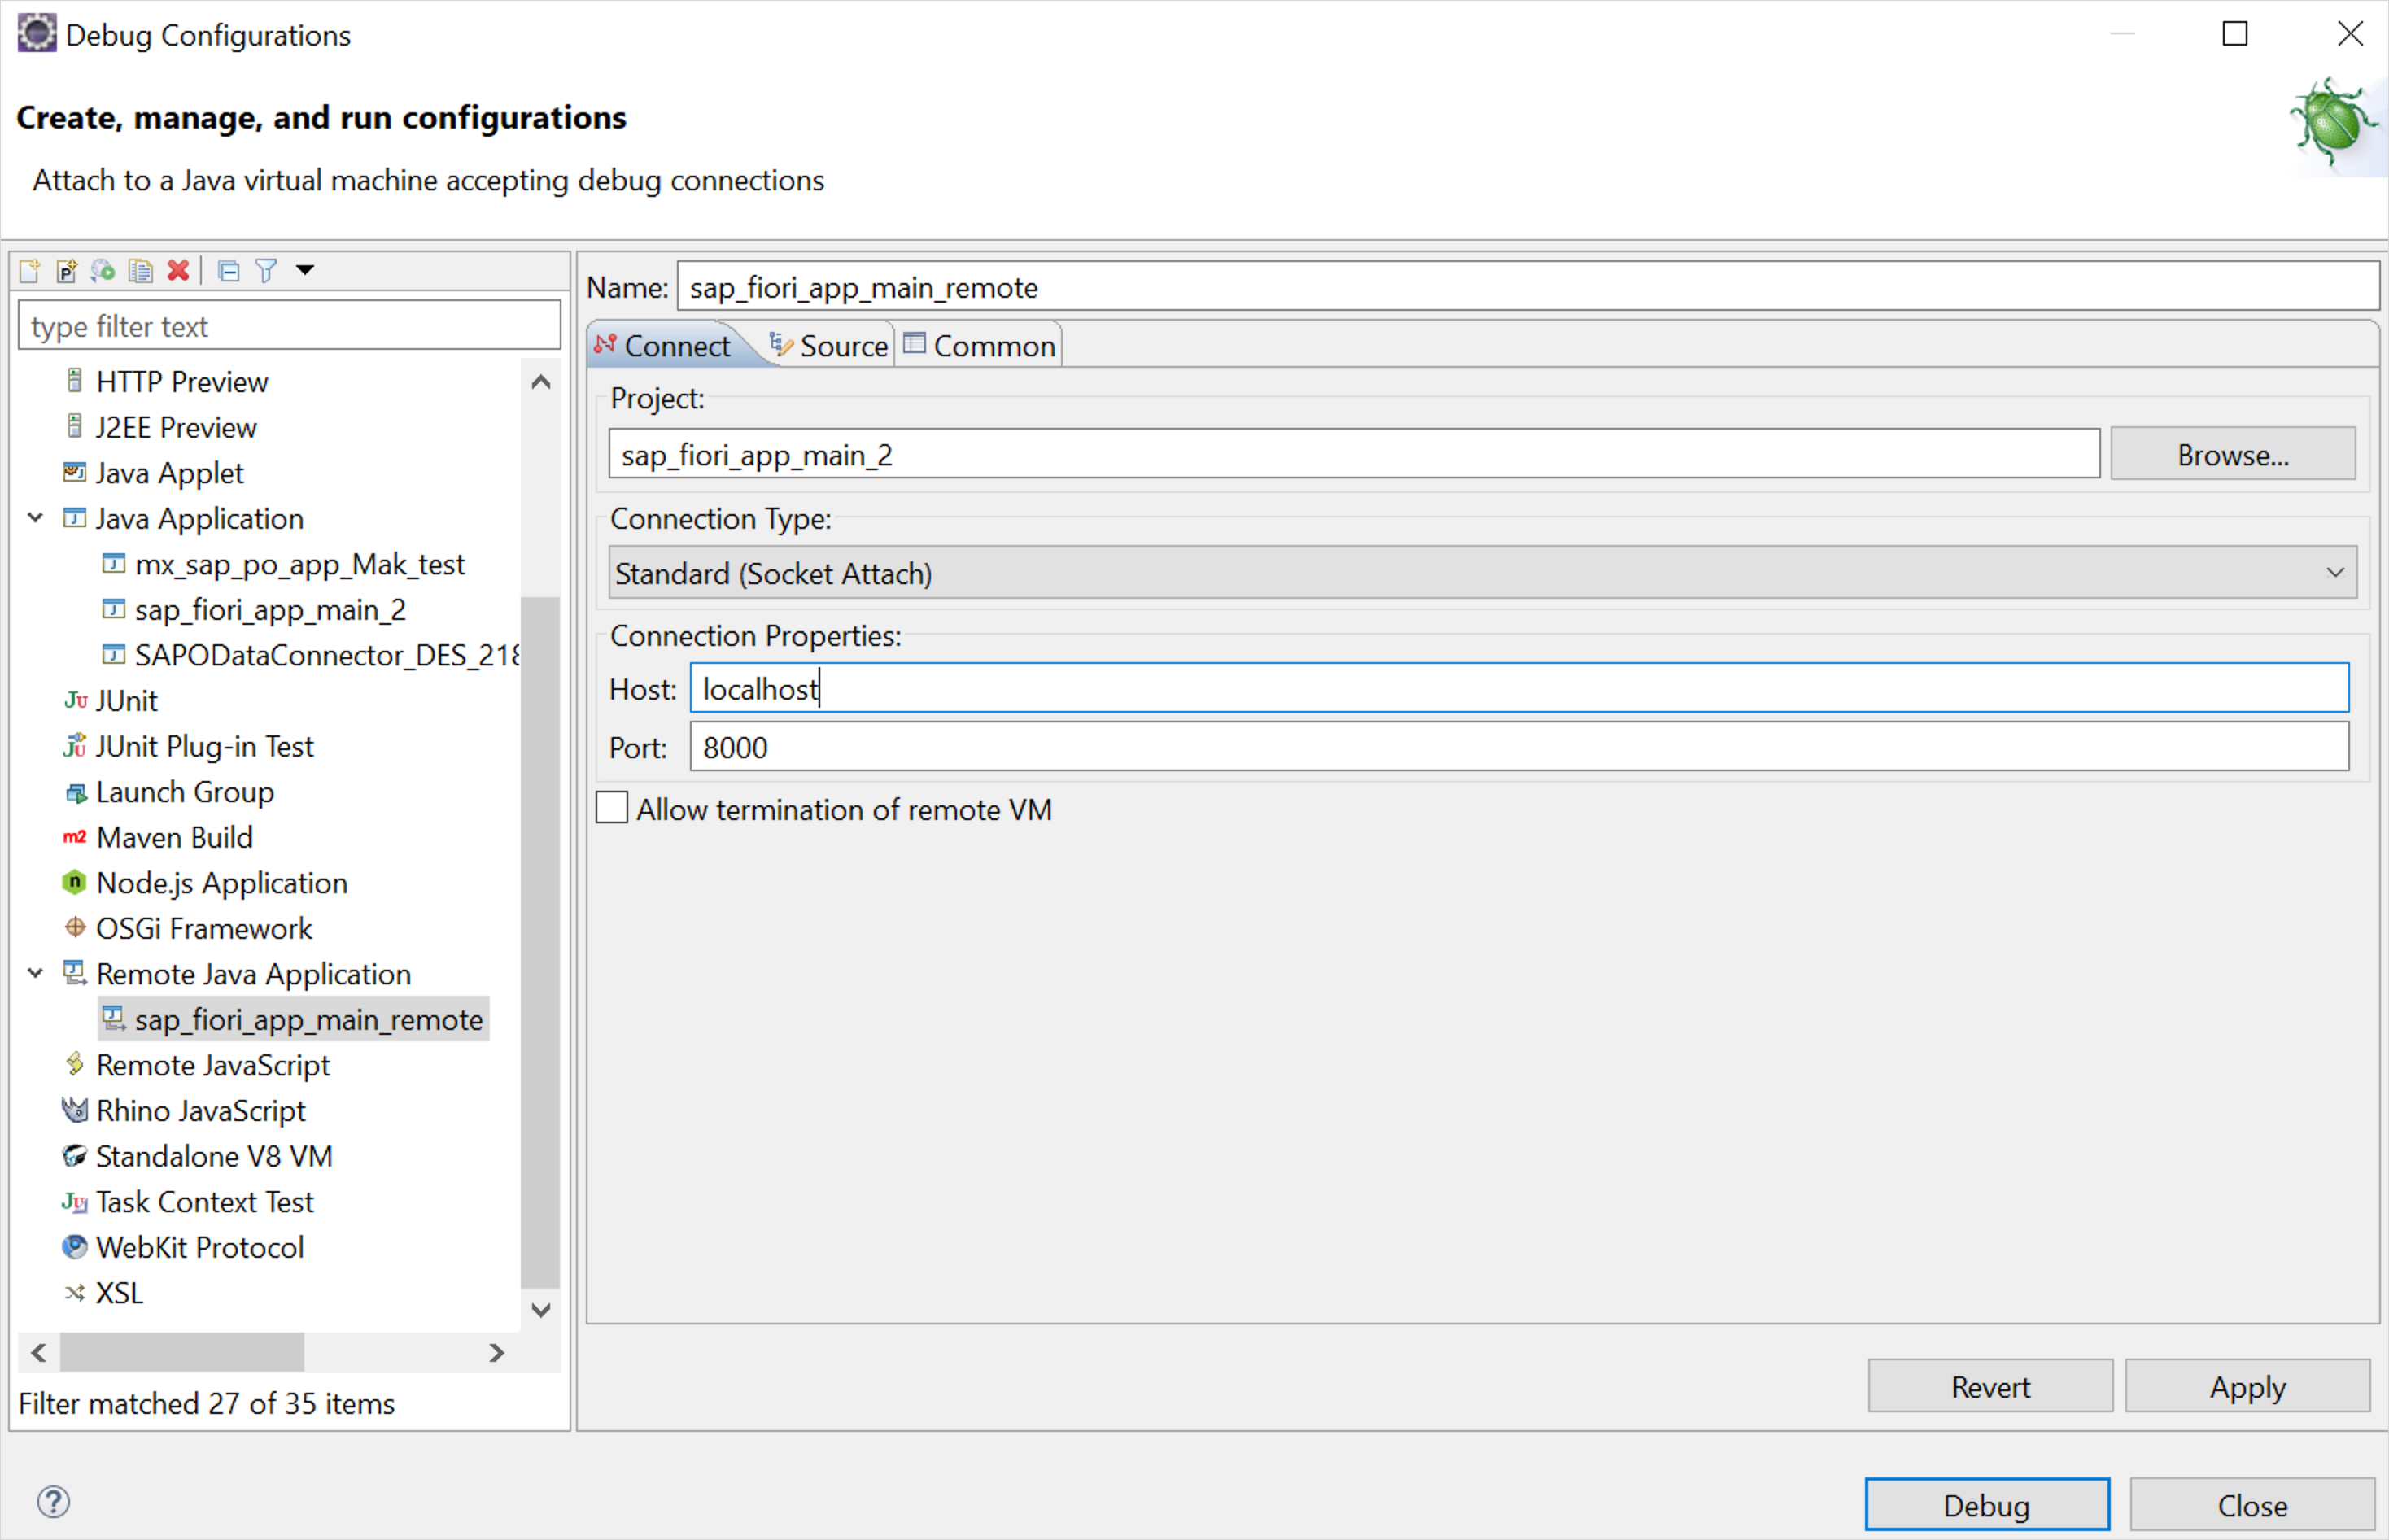 Debug Configurations
Create, manage, and run configurations
Attach to a Java virtual machine accepting debug connections
type filter text
HTTP Preview
J2EE Preview
Java Applet
Java Application
mx_sap_po_app_Mak_test
sap_fiori_app_main_2
SAPODataConnector_DES_218
JUnit
JUnit Plug-in Test
Launch Group
Maven Build
Node.js Application
OSGi Framework
Remote Java Application
sap_fiori_app_main_remote
Remote JavaScript
Rhino JavaScript
Standalone V8 VM
Task Context Test
WebKit Protocol
XSL
Filter matched 27 of 35 items
Name: sap_fiori_app_main_remote
Connect Source Common
Project:
sap_fiori_app_main_2 Browse...
Connection Type:
Standard (Socket Attach)
Connection Properties:
Host: localhost
Port: 8000
Allow termination of remote VM
Revert Apply
Debug Close